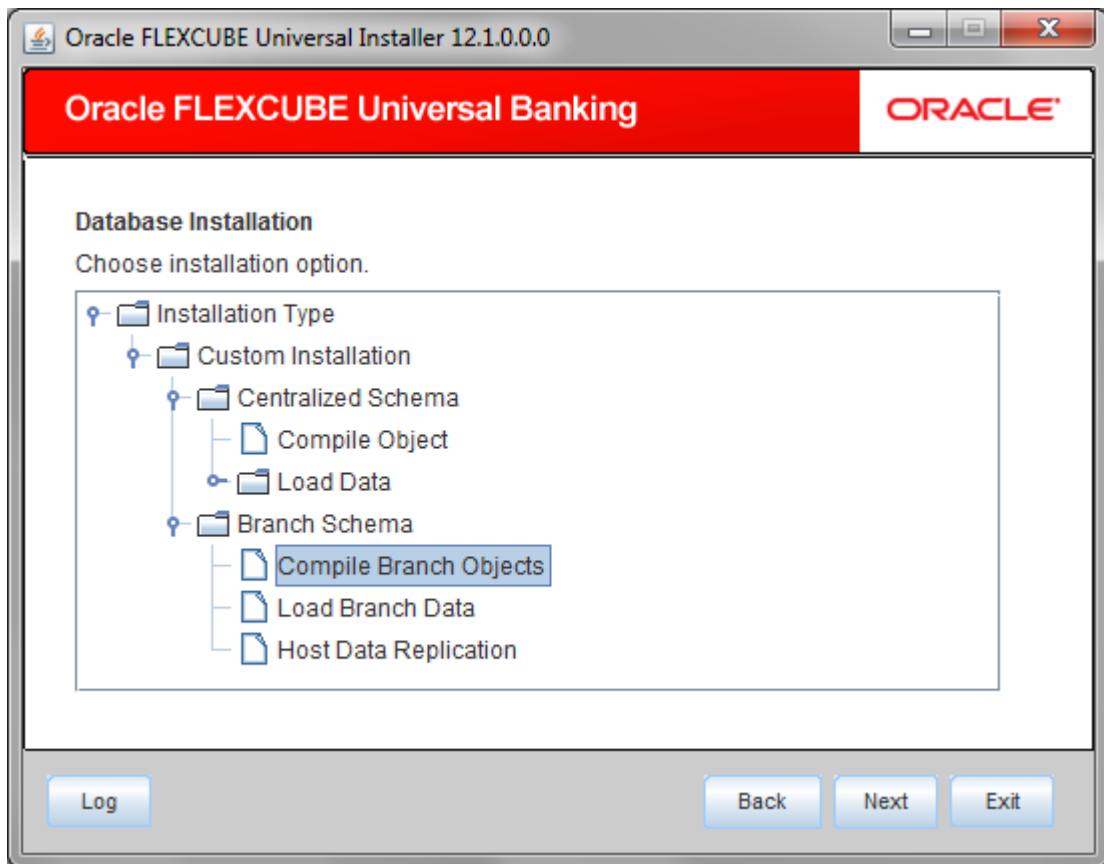 Oracle FLEXCUBE Universal Installer 12.1.0.0.0
Oracle FLEXCUBE Universal Banking
ORACLE
Database Installation
Choose installation option.
Installation Type
Custom Installation
Centralized Schema
Compile Object
Load Data
Branch Schema
Compile Branch Objects
Load Branch Data
Host Data Replication
Log Back Next Exit